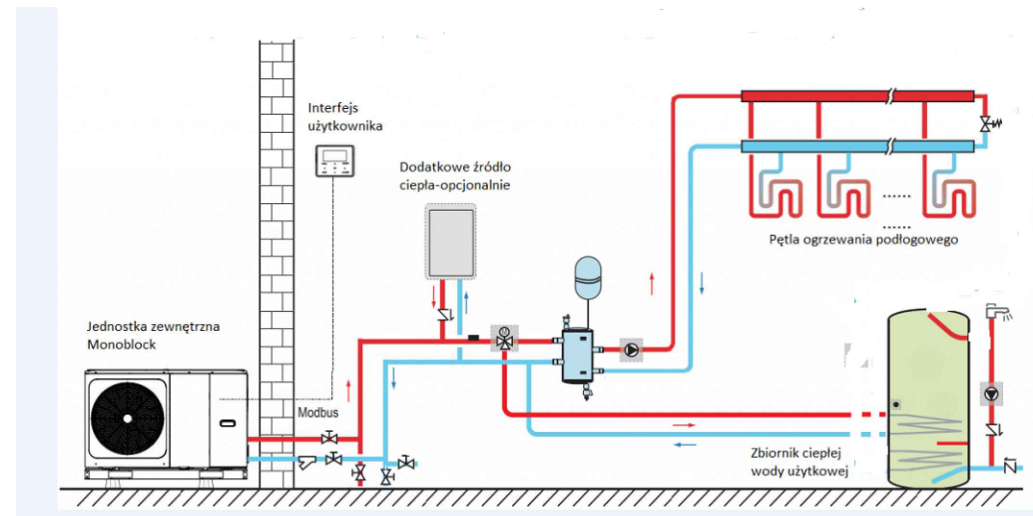 Interfejs
użytkownika
Dodatkowe źródło
ciepła-opcjonalnie
Pętla ogrzewania podłogowego
Jednostka zewnętrzna
Monoblock
Modbus
Zbiornik ciepłej
wody użytkowej